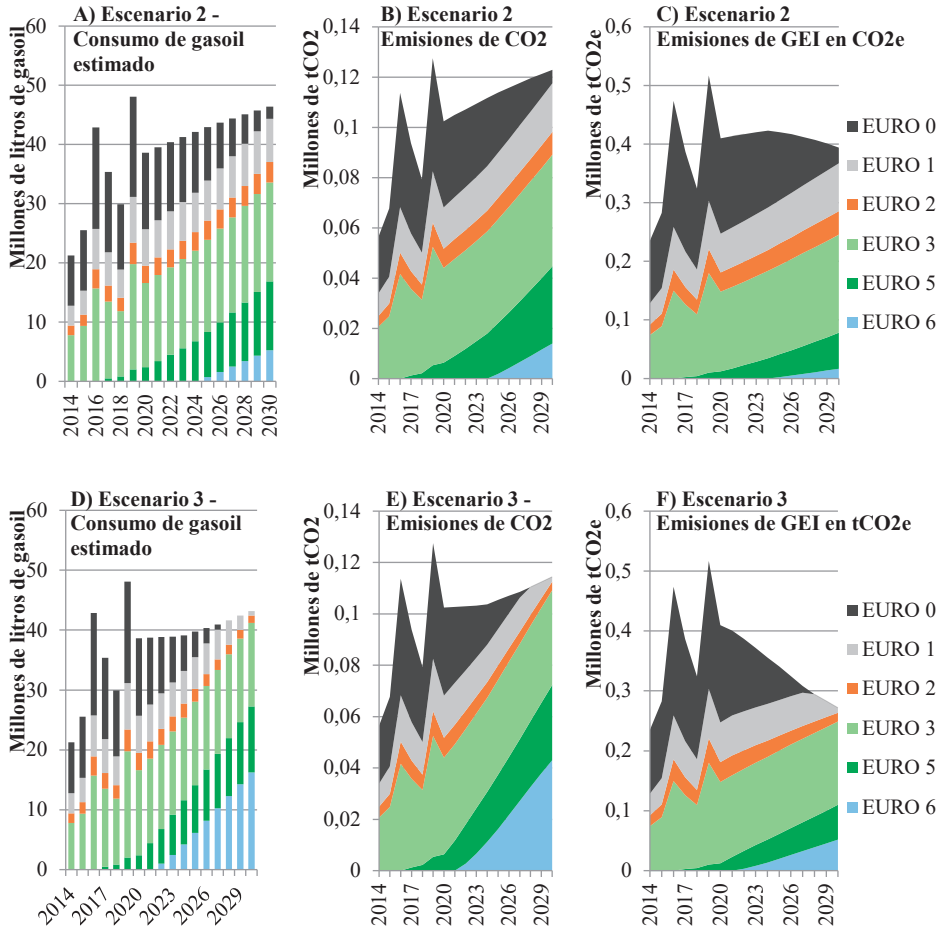 A) Escenario 2 -
Consumo de gasoil
estimado
Millones de litros de gasoil
60
50
40
30
20
10
0
2014
2016
2018
2020
2022
2024
2026
2028
2030
B) Escenario 2
Emisiones de CO2
Millones de tCO2
0,14
0,12
0,1
0,08
0,06
0,04
0,02
0
2014
2017
2020
2023
2026
2029
C) Escenario 2
Emisiones de GEI en CO2e
Millones de tCO2e
0,6
0,5
0,4
0,3
0,2
0,1
0
2014
2017
2020
2023
2026
2029
EURO 0
EURO 1
EURO 2
EURO 3
EURO 5
EURO 6
D) Escenario 3 -
Consumo de gasoil
estimado
Millones de litros de gasoil
60
50
40
30
20
10
0
2014
2017
2020
2023
2026
2029
E) Escenario 3 -
Emisiones de CO2
Millones de tCO2
0,14
0,12
0,1
0,08
0,06
0,04
0,02
0
2014
2017
2020
2023
2026
2029
F) Escenario 3
Emisiones de GEI en tCO2e
Millones de tCO2e
0,6
0,5
0,4
0,3
0,2
0,1
0
2014
2017
2020
2023
2026
2029
EURO 0
EURO 1
EURO 2
EURO 3
EURO 5
EURO 6